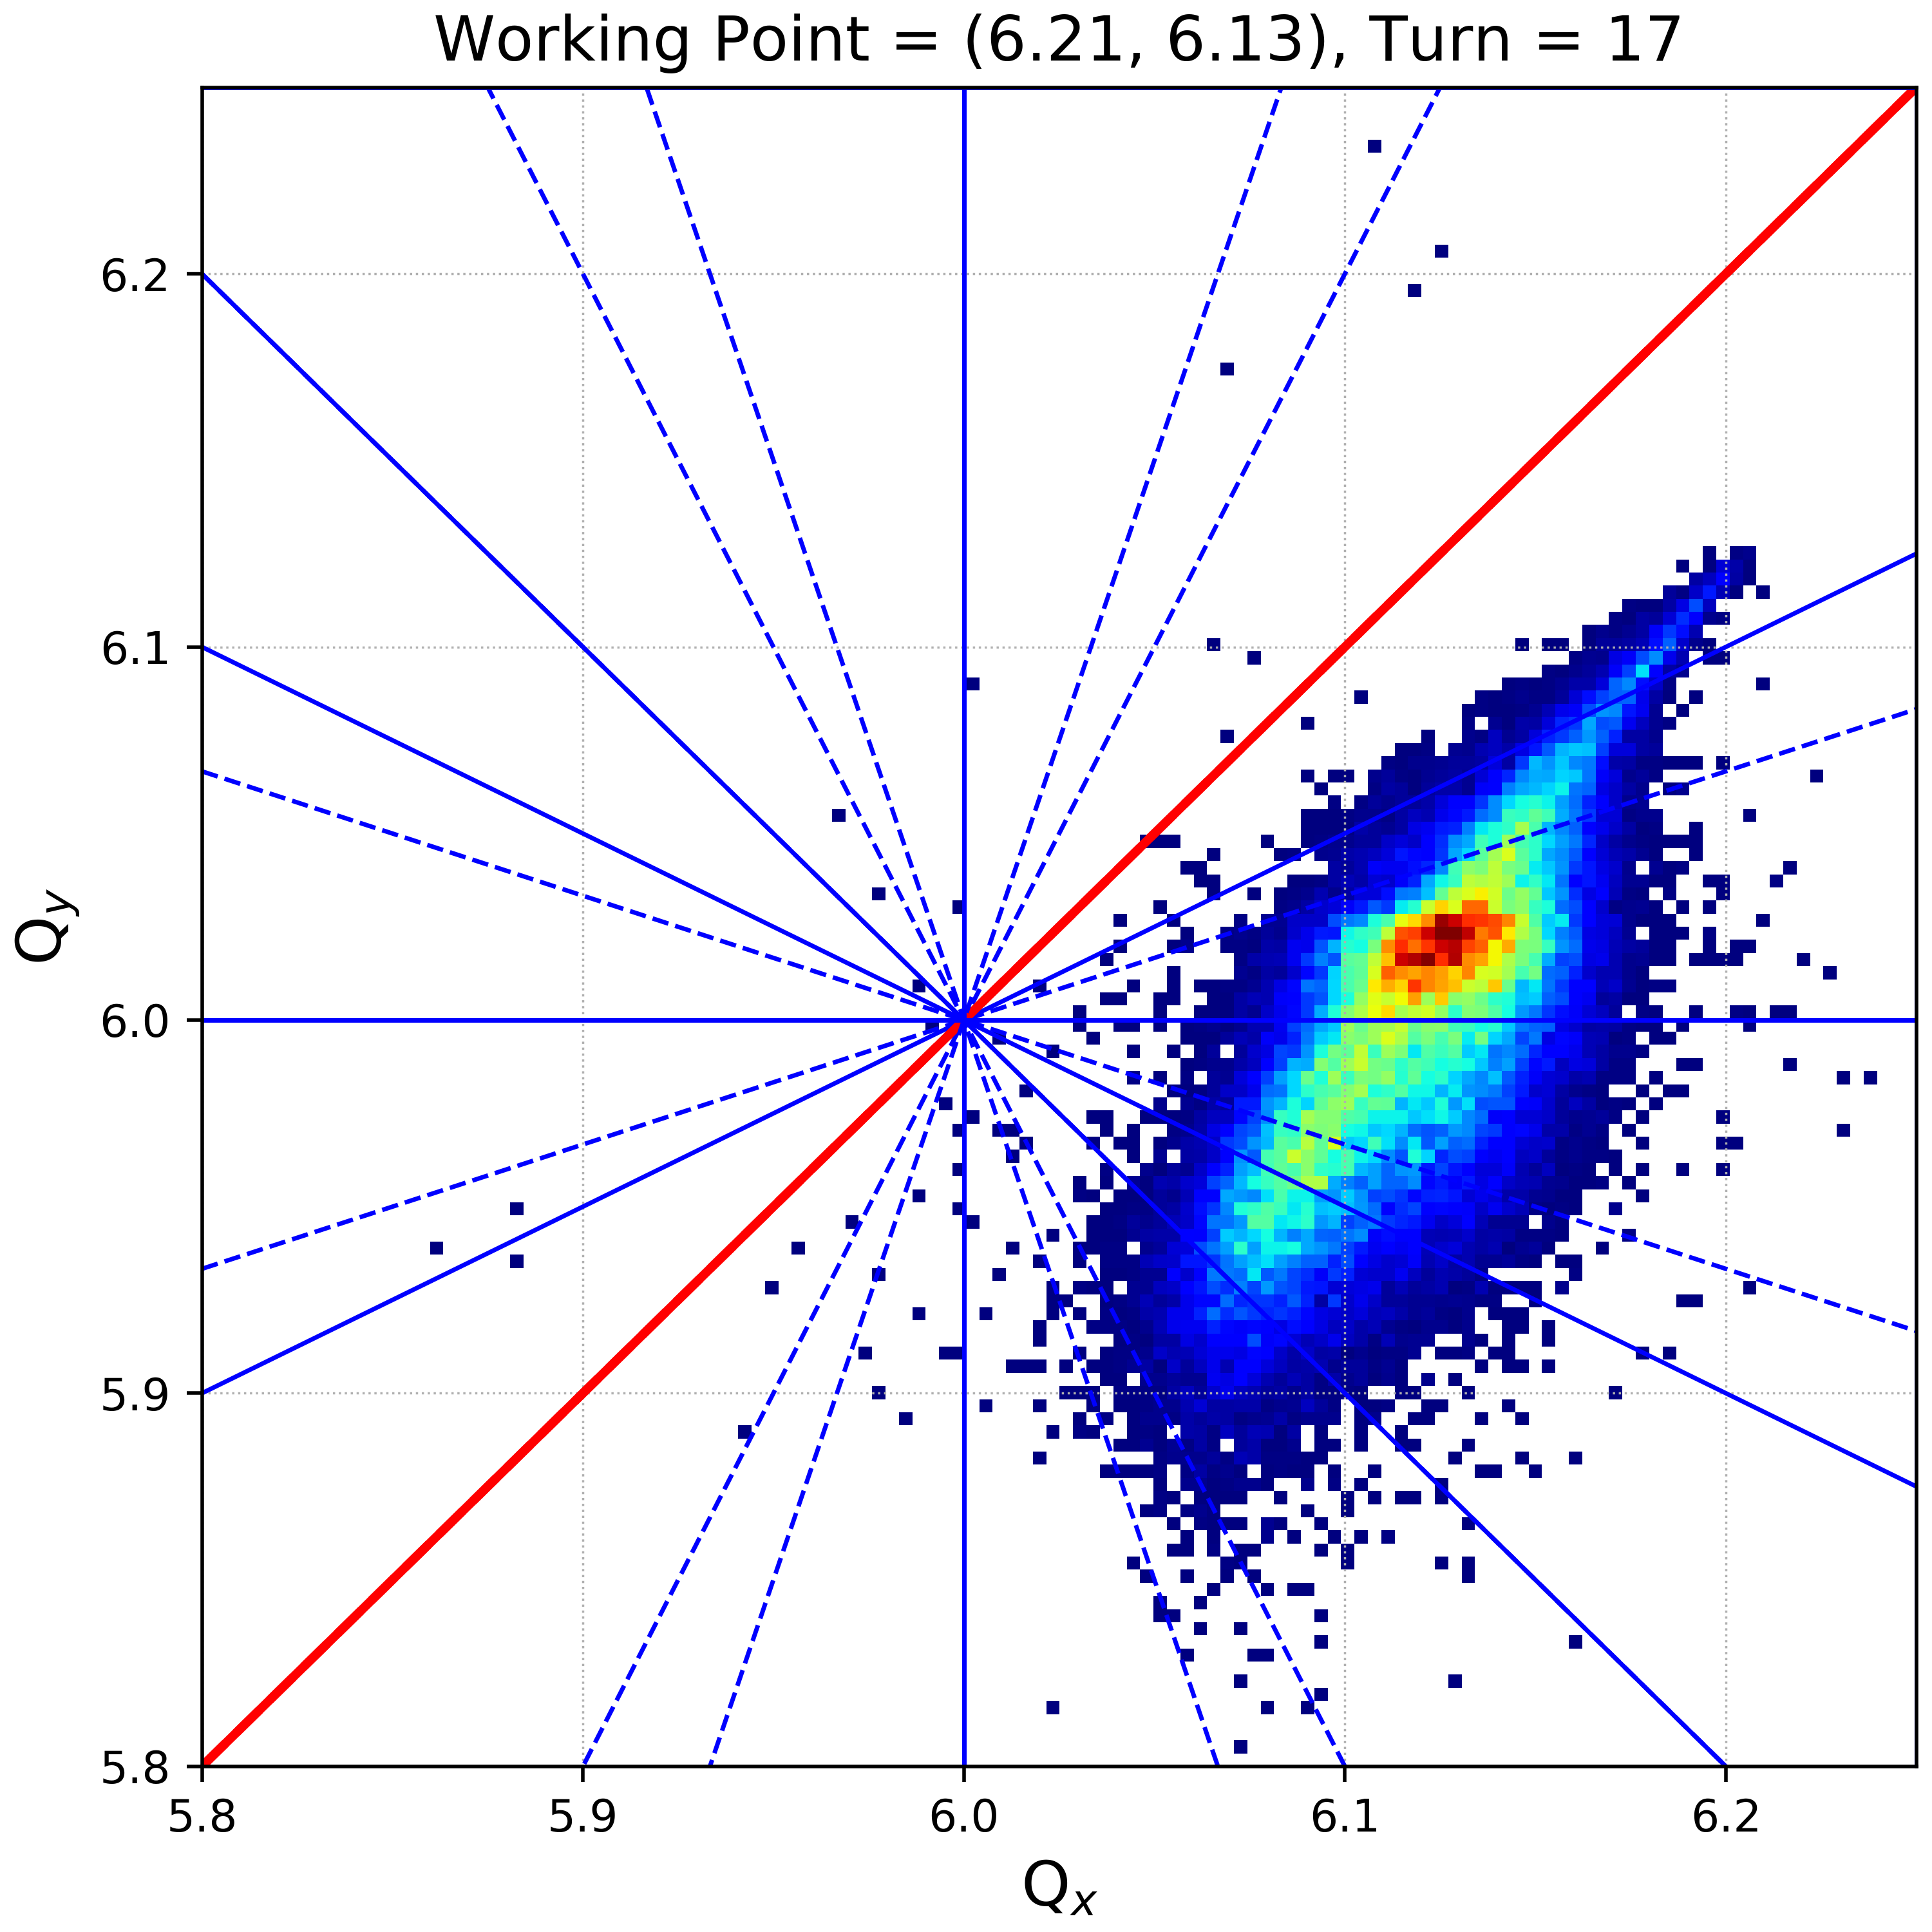 Working Point = (6.21, 6.13), Turn = 17
6.2
6.1
6.0
5.9
5.8
Qy
5.8 5.9 6.0 6.1 6.2
Qx